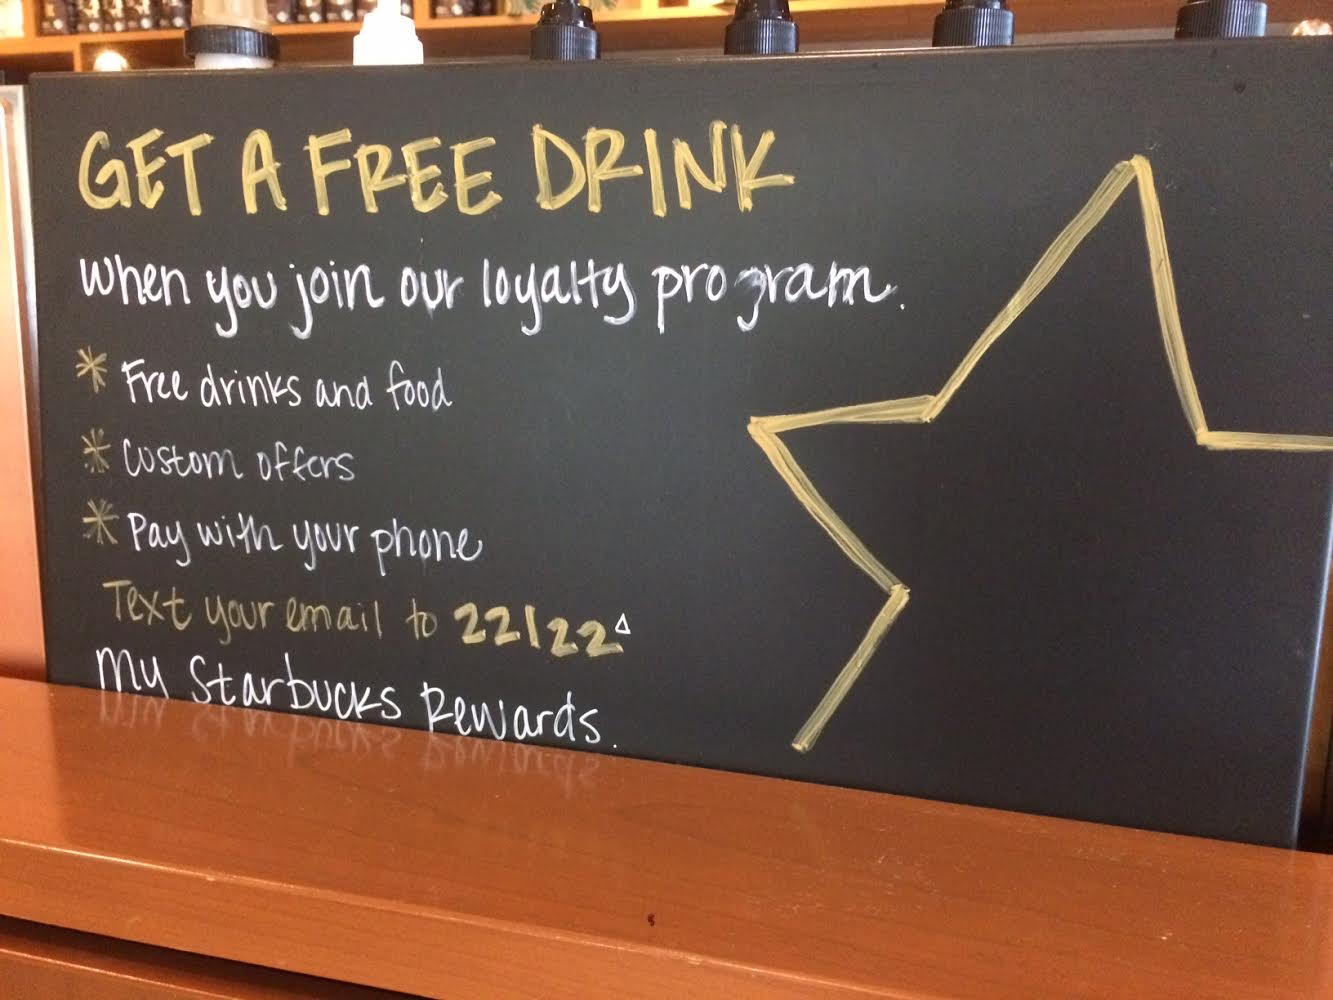 GET A FREE DRINK
when you join our loyalty program.
* Free drinks and food
* Custom offers
* Pay with your phone
Text your email to 22122 Δ
My Starbucks Rewards.